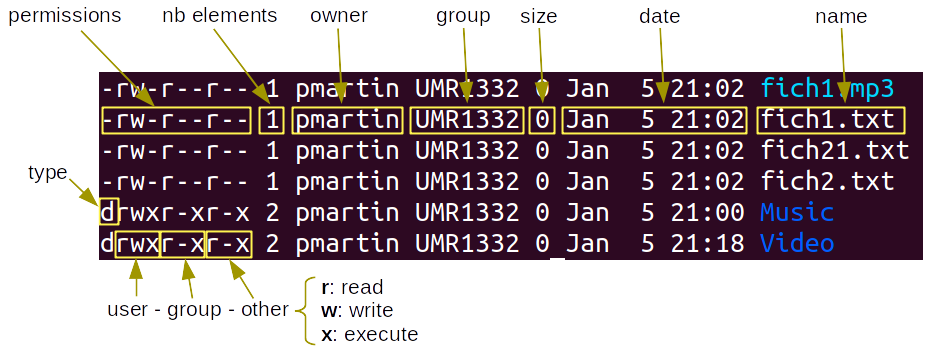 permissions nb elements owner group size date name
-rw-r--r-- 1 pmartin UMR1332 0 Jan 5 21:02 fich1.mp3
-rw-r--r-- 1 pmartin UMR1332 0 Jan 5 21:02 fich1.txt
-rw-r--r-- 1 pmartin UMR1332 0 Jan 5 21:02 fich21.txt
-rw-r--r-- 1 pmartin UMR1332 0 Jan 5 21:02 fich2.txt
type
drwxr-xr-x 2 pmartin UMR1332 0 Jan 5 21:00 Music
drwxr-xr-x 2 pmartin UMR1332 0 Jan 5 21:18 Video
user - group - other
r: read
w: write
x: execute